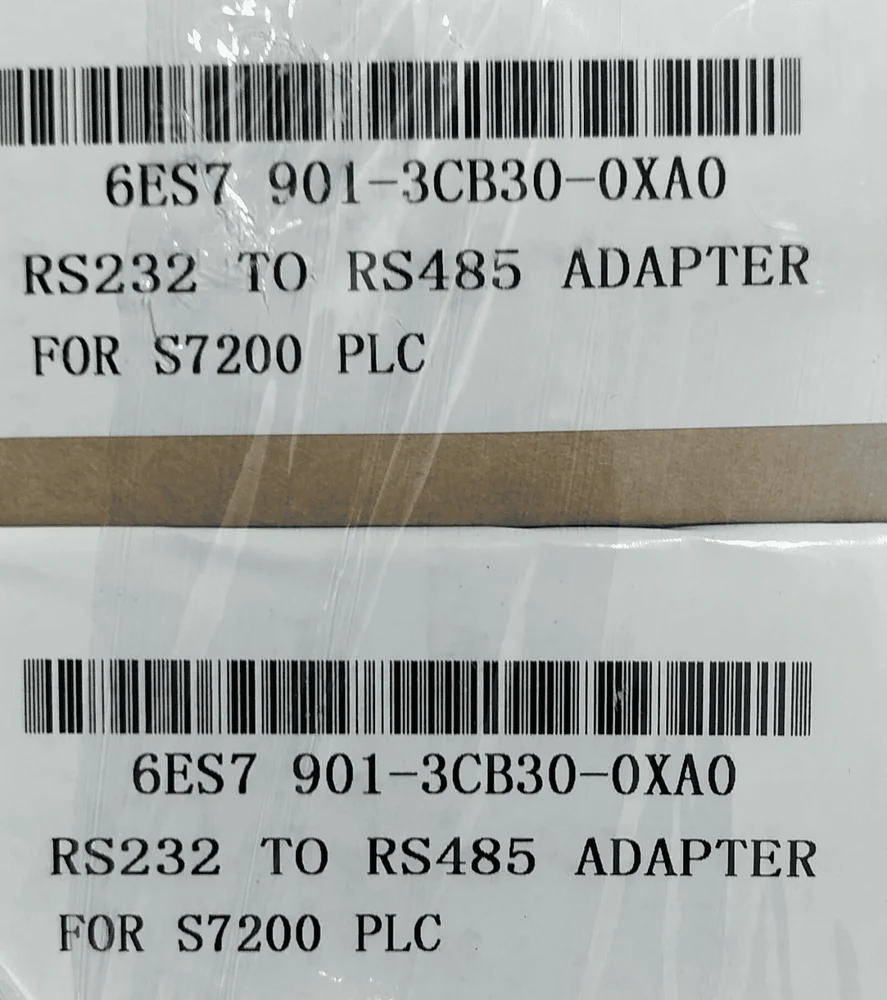 6ES7 901-3CB30-0XA0
RS232 TO RS485 ADAPTER
FOR S7200 PLC
6ES7 901-3CB30-0XA0
RS232 TO RS485 ADAPTER
FOR S7200 PLC